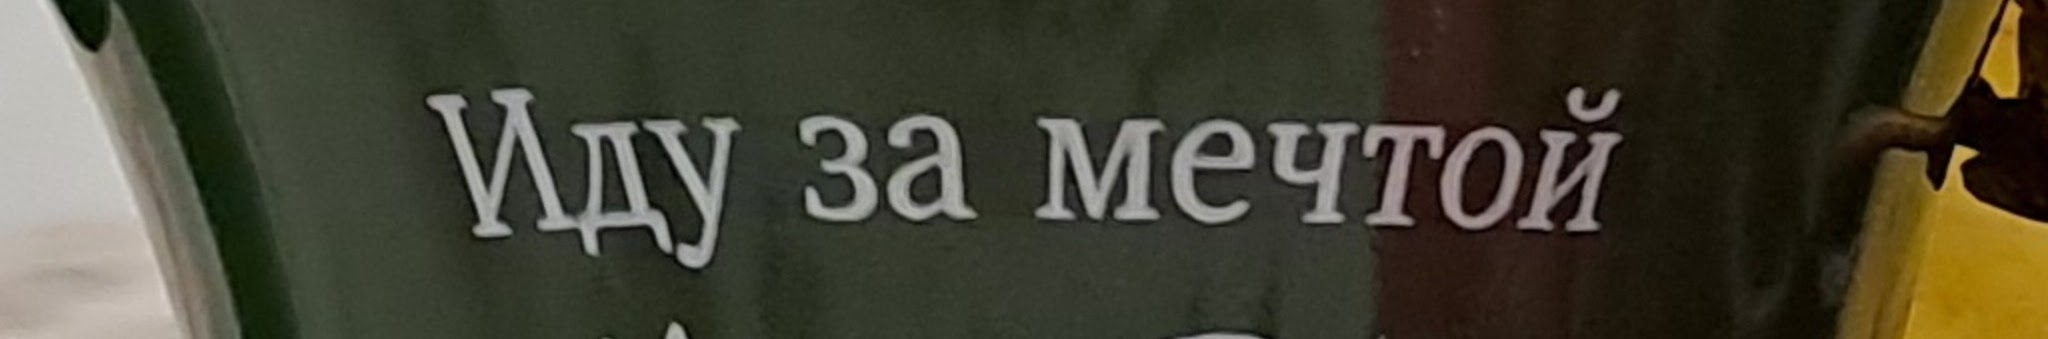 Иду за мечтой